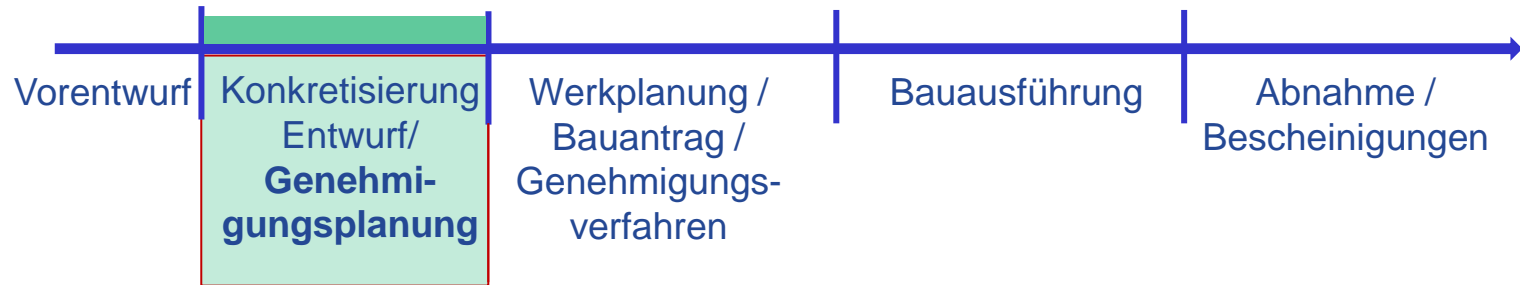 Vorentwurf
Konkretisierung
Entwurf/
Genehmi-
gungsplanung
Werkplanung /
Bauantrag /
Genehmigungs-
verfahren
Bauausführung
Abnahme /
Bescheinigungen